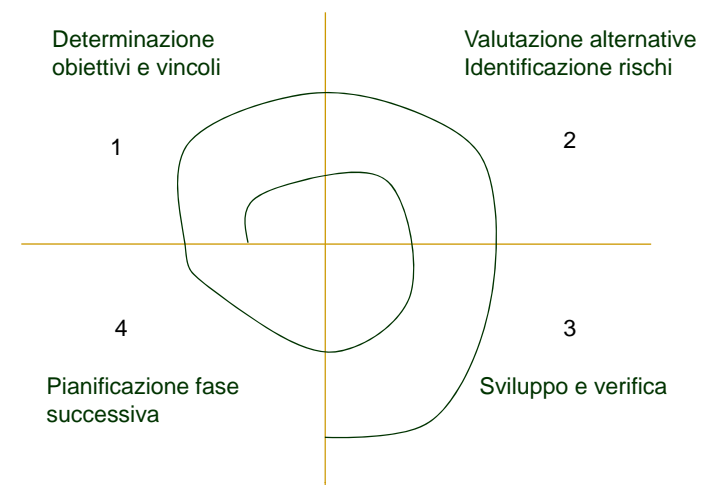 Determinazione
obiettivi e vincoli
Valutazione alternative
Identificazione rischi
1
2
4
3
Pianificazione fase
successiva
Sviluppo e verifica